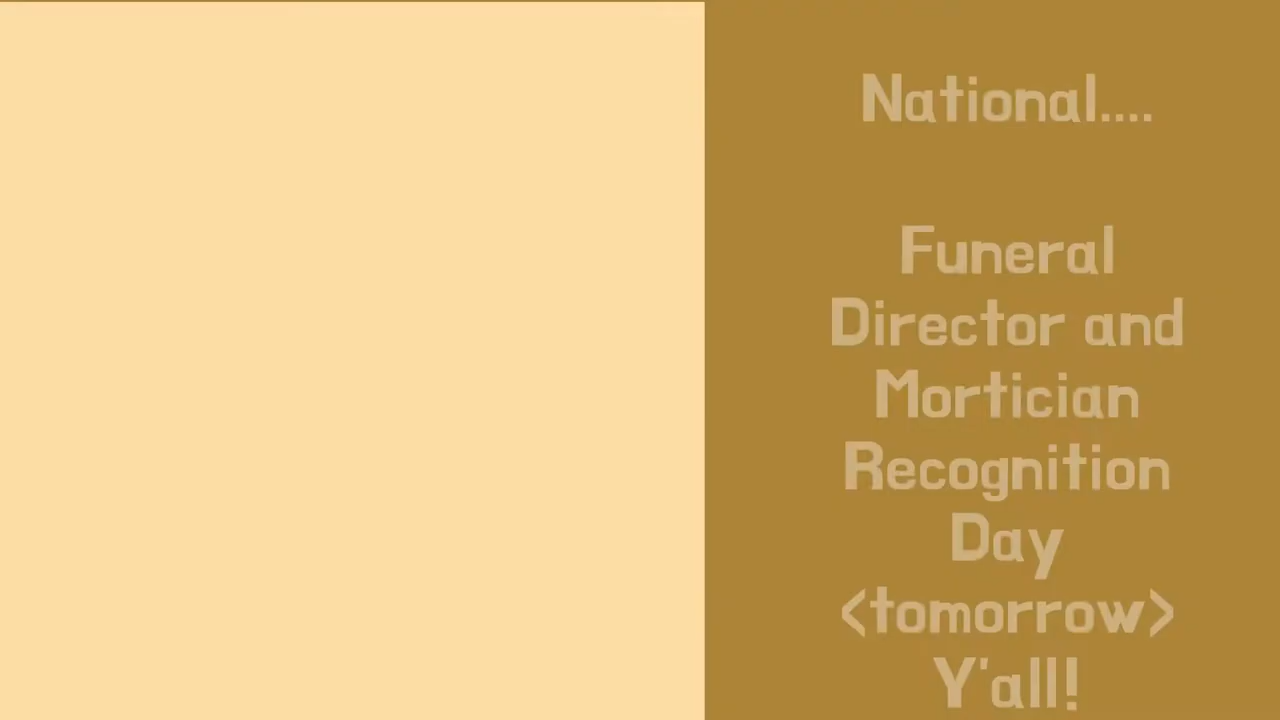 National....
Funeral
Director and
Mortician
Recognition
Day
<tomorrow>
Y'all!